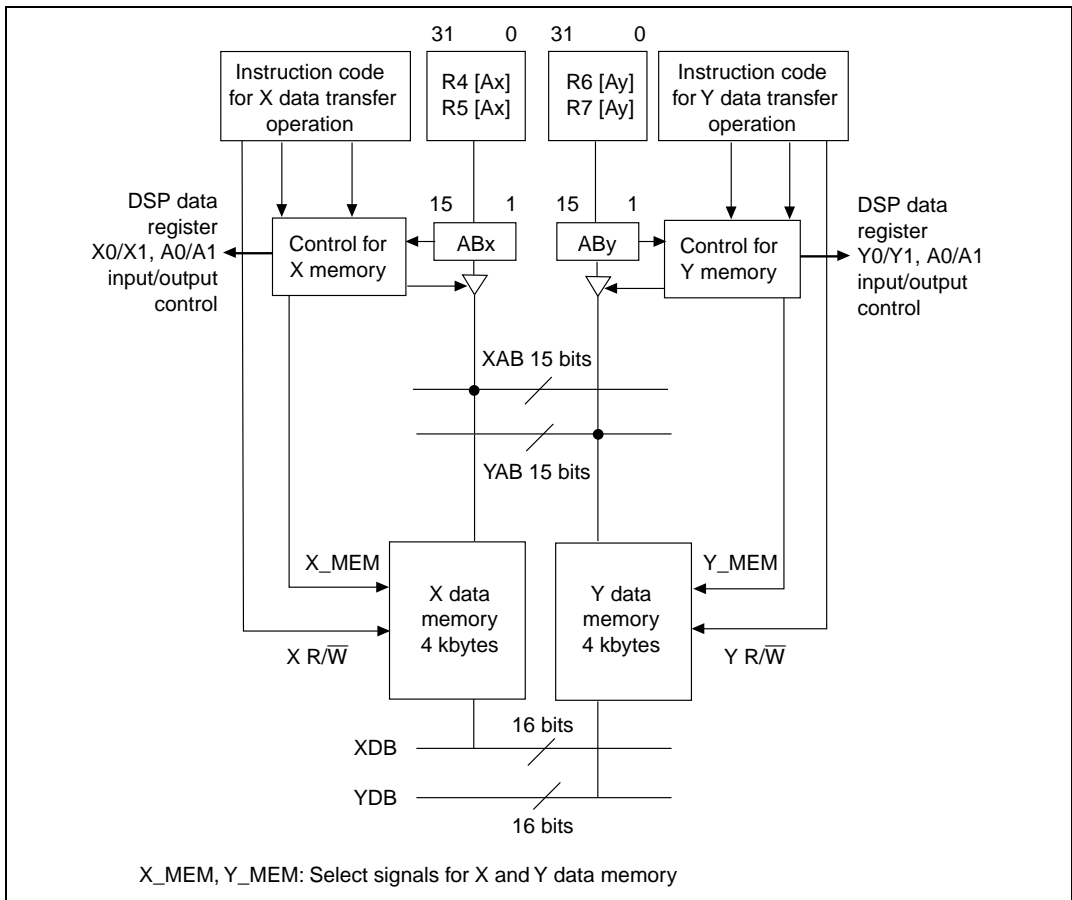 31 0 31 0
Instruction code
for X data transfer
operation
R4 [Ax]
R5 [Ax]
R6 [Ay]
R7 [Ay]
Instruction code
for Y data transfer
operation
DSP data
register
X0/X1, A0/A1
input/output
control
Control for
X memory
15 1
ABx
15 1
ABy
Control for
Y memory
DSP data
register
Y0/Y1, A0/A1
input/output
control
XAB 15 bits
YAB 15 bits
X_MEM
X R/W̅
X data
memory
4 kbytes
Y data
memory
4 kbytes
Y_MEM
Y R/W̅
16 bits
XDB
YDB
16 bits
X_MEM, Y_MEM: Select signals for X and Y data memory